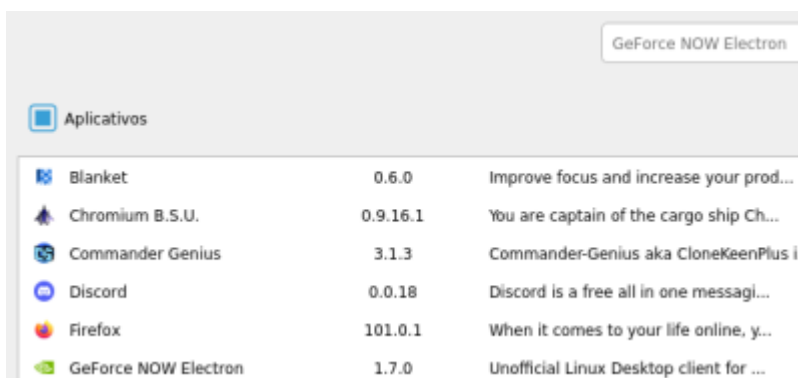 GeForce NOW Electron
Aplicativos
Blanket 0.6.0 Improve focus and increase your prod...
Chromium B.S.U. 0.9.16.1 You are captain of the cargo ship Ch...
Commander Genius 3.1.3 Commander-Genius aka CloneKeenPlus i
Discord 0.0.18 Discord is a free all in one messagi...
Firefox 101.0.1 When it comes to your life online, y...
GeForce NOW Electron 1.7.0 Unofficial Linux Desktop client for ...